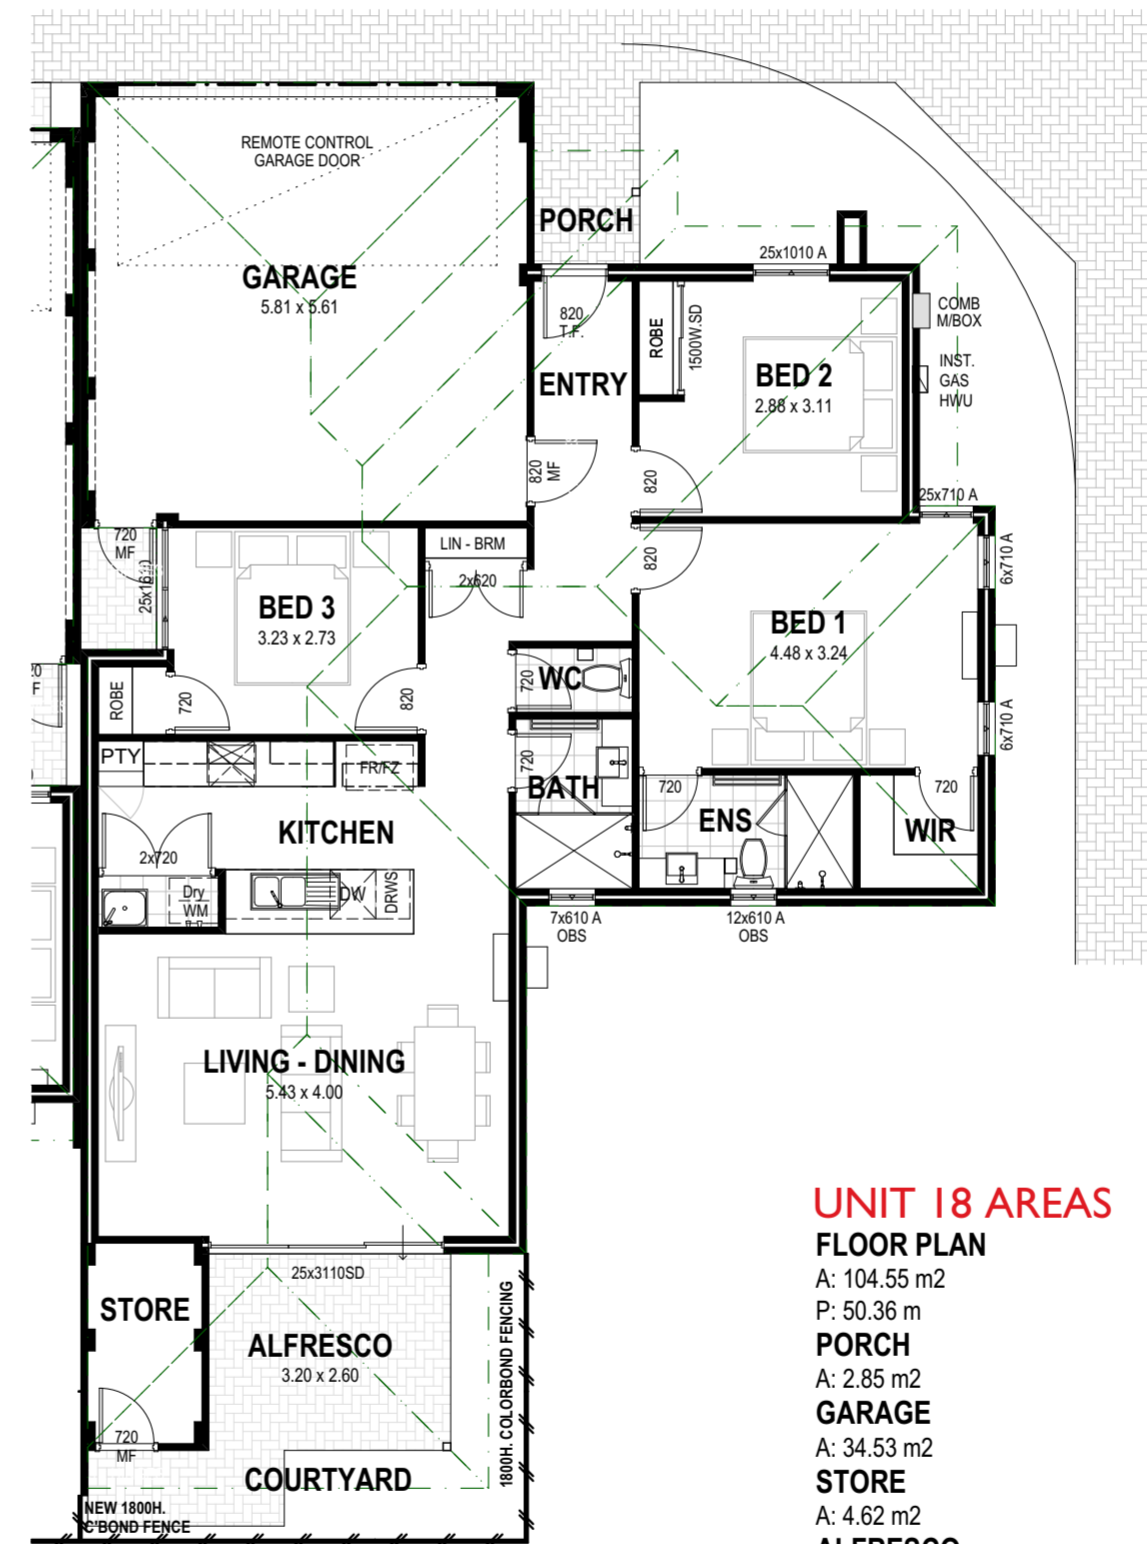 REMOTE CONTROL
GARAGE DOOR
GARAGE
5.81 x 5.61
PORCH
25x1010 A
820
T.F.
ROBE
1500W.SD
COMB
M/BOX
INST.
GAS
HWU
ENTRY
BED 2
2.88 x 3.11
820
MF
820
25x710 A
720
MF
LIN - BRM
2x620
820
6x710 A
BED 3
3.23 x 2.73
BED 1
4.48 x 3.24
WC
720
ROBE
720
820
6x710 A
PTY
FR/FZ
720
BATH
720
ENS
720
WIR
KITCHEN
2x720
Dry
WM
DW
DRWS
7x610 A
OBS
12x610 A
OBS
LIVING - DINING
5.43 x 4.00
25x3110SD
STORE
ALFRESCO
3.20 x 2.60
1800H. COLORBOND FENCING
720
MF
COURTYARD
NEW 1800H.
C'BOND FENCE
UNIT 18 AREAS
FLOOR PLAN
A: 104.55 m2
P: 50.36 m
PORCH
A: 2.85 m2
GARAGE
A: 34.53 m2
STORE
A: 4.62 m2
ALFRESCO